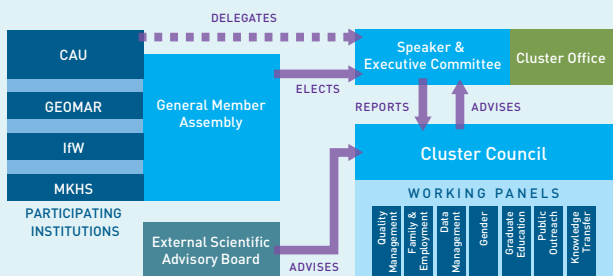 DELEGATES
CAU
GEOMAR
IfW
MKHS
PARTICIPATING
INSTITUTIONS
General Member
Assembly
ELECTS
Speaker &
Executive Committee
Cluster Office
REPORTS
ADVISES
Cluster Council
WORKING PANELS
Quality
Management
Family &
Employment
Data
Management
Gender
Graduate
Education
Public
Outreach
Knowledge
Transfer
External Scientific
Advisory Board
ADVISES